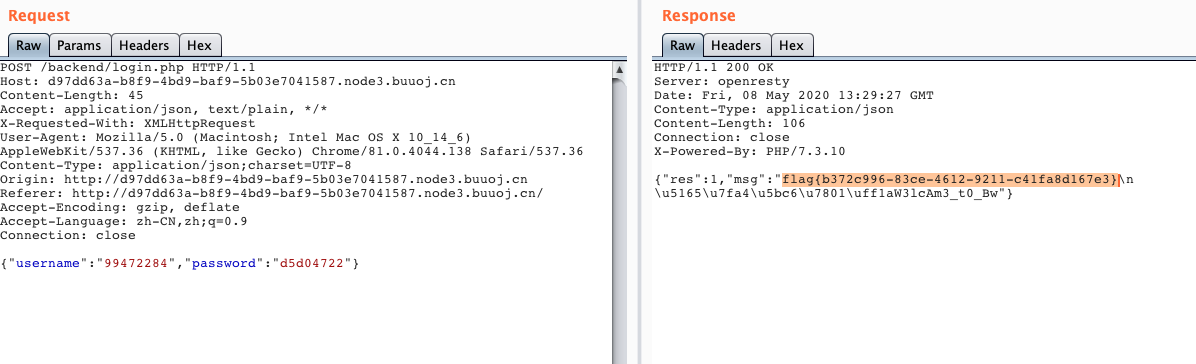 Request
Raw Params Headers Hex
POST /backend/login.php HTTP/1.1
Host: d97dd63a-b8f9-4bd9-baf9-5b03e7041587.node3.buuoj.cn
Content-Length: 45
Accept: application/json, text/plain, */*
X-Requested-With: XMLHttpRequest
User-Agent: Mozilla/5.0 (Macintosh; Intel Mac OS X 10_14_6)
AppleWebKit/537.36 (KHTML, like Gecko) Chrome/81.0.4044.138 Safari/537.36
Content-Type: application/json;charset=UTF-8
Origin: http://d97dd63a-b8f9-4bd9-baf9-5b03e7041587.node3.buuoj.cn
Referer: http://d97dd63a-b8f9-4bd9-baf9-5b03e7041587.node3.buuoj.cn/
Accept-Encoding: gzip, deflate
Accept-Language: zh-CN,zh;q=0.9
Connection: close
{"username":"99472284","password":"d5d04722"}
Response
Raw Headers Hex
HTTP/1.1 200 OK
Server: openresty
Date: Fri, 08 May 2020 13:29:27 GMT
Content-Type: application/json
Content-Length: 106
Connection: close
X-Powered-By: PHP/7.3.10
{"res":1,"msg":"flag{b372c996-83ce-4612-9211-c41fa8d167e3}\n
\u5165\u7fa4\u5bc6\u7801\uff1aW3lcAm3_t0_Bw"}